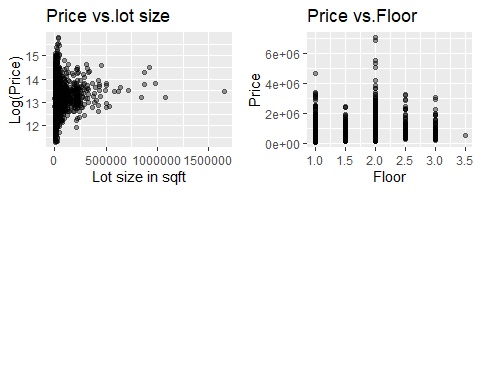 Price vs.lot size
Log(Price)
15
14
13
12
0 500000 1000000 1500000
Lot size in sqft
Price vs.Floor
Price
6e+06
4e+06
2e+06
0e+00
1.0 1.5 2.0 2.5 3.0 3.5
Floor